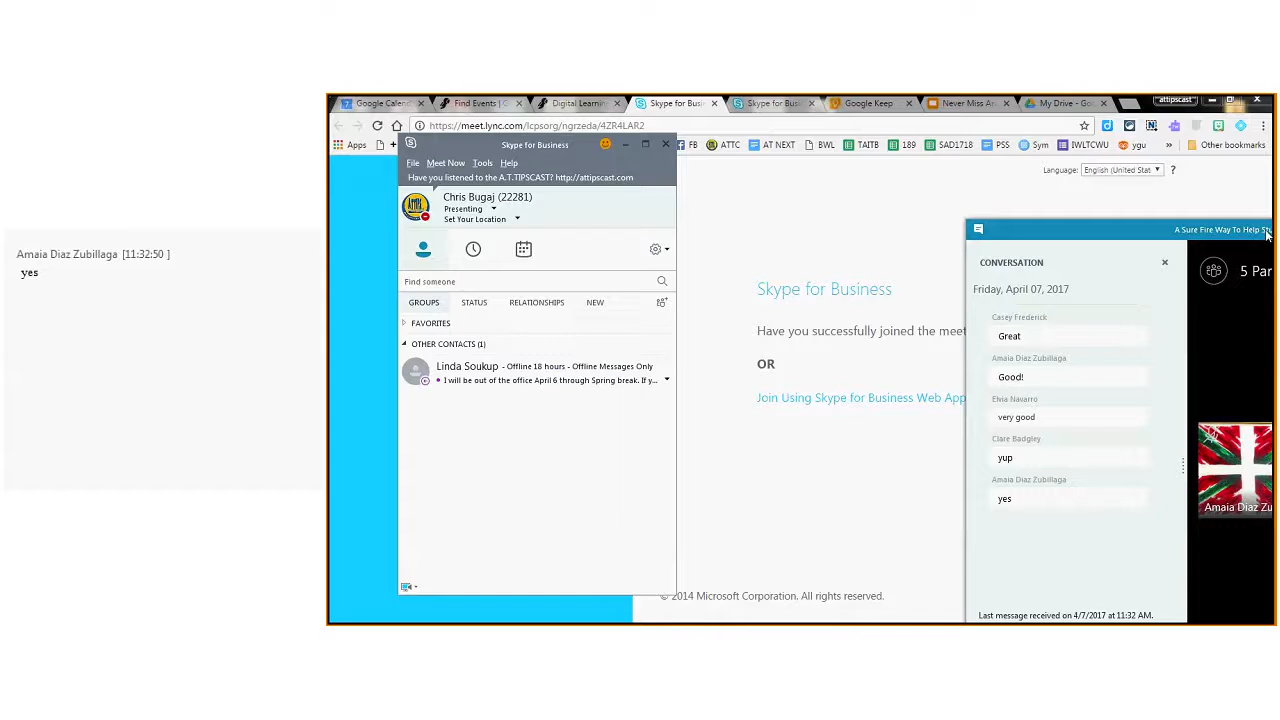 Amaia Diaz Zubillaga [11:32:50 ]
yes
Google Calen
Find Events | G
Digital Learnin
Skype for Busi
Skype for Busi
Google Keep
Never Miss An
My Drive - Goo
attipscast
https://meet.lync.com/lcpsorg/ngrzeda/4ZR4LAR2
Apps
FB
ATTC
AT NEXT
BWL
TAITB
189
SAD1718
PSS
Sym
IWLTCWU
ygu
»
Other bookmarks
Skype for Business
File Meet Now Tools Help
Have you listened to the A.T.TIPSCAST? http://attipscast.com
Chris Bugaj (22281)
Presenting
Set Your Location
Find someone
GROUPS STATUS RELATIONSHIPS NEW
FAVORITES
OTHER CONTACTS (1)
Linda Soukup - Offline 18 hours - Offline Messages Only
I will be out of the office April 6 through Spring break. If y...
Language: English (United Stat
?
Skype for Business
Have you successfully joined the meet
OR
Join Using Skype for Business Web App
© 2014 Microsoft Corporation. All rights reserved.
A Sure Fire Way To Help Stu
CONVERSATION
Friday, April 07, 2017
Casey Frederick
Great
Amaia Diaz Zubillaga
Good!
Elvia Navarro
very good
Clare Badgley
yup
Amaia Diaz Zubillaga
yes
Last message received on 4/7/2017 at 11:32 AM.
5 Par
Amaia Diaz Zu